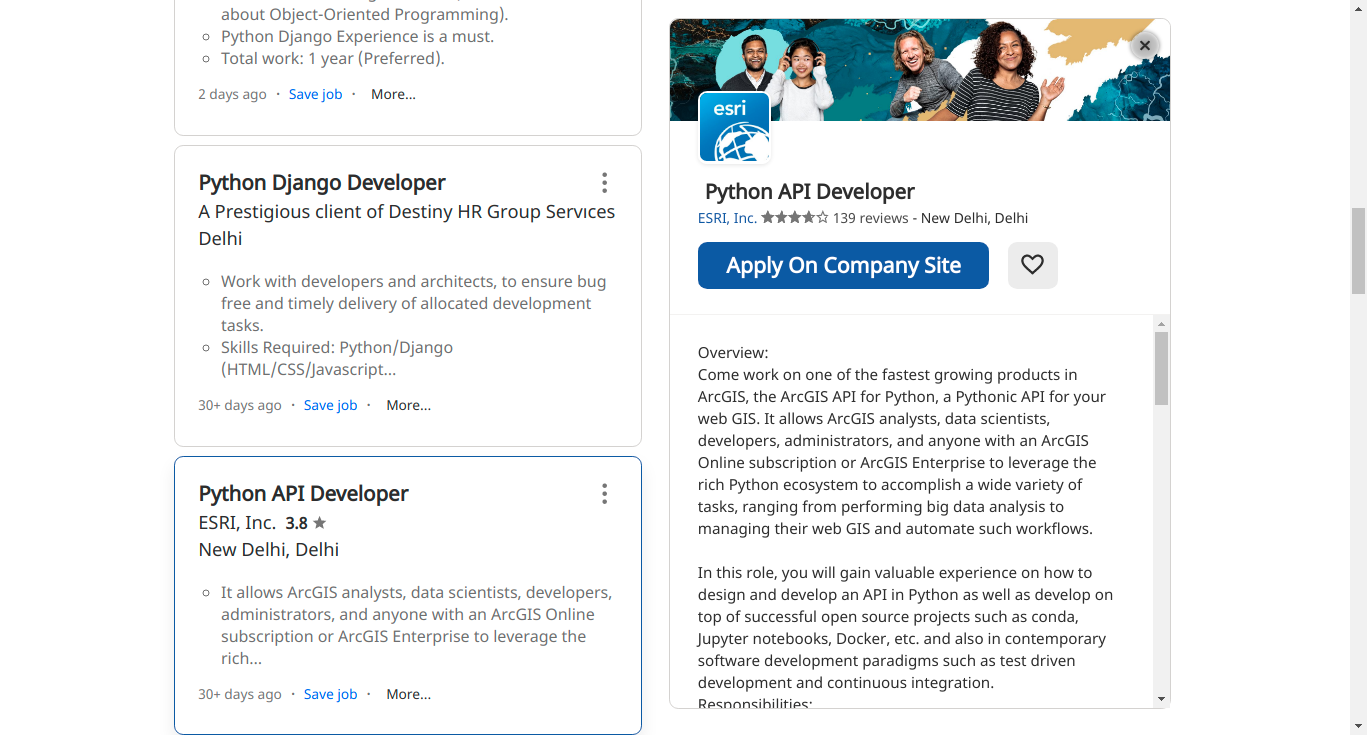 about Object-Oriented Programming).
Python Django Experience is a must.
Total work: 1 year (Preferred).
2 days ago · Save job · More...
Python Django Developer
A Prestigious client of Destiny HR Group Services
Delhi
Work with developers and architects, to ensure bug
free and timely delivery of allocated development
tasks.
Skills Required: Python/Django
(HTML/CSS/Javascript...
30+ days ago · Save job · More...
Python API Developer
ESRI, Inc. 3.8
New Delhi, Delhi
It allows ArcGIS analysts, data scientists, developers,
administrators, and anyone with an ArcGIS Online
subscription or ArcGIS Enterprise to leverage the
rich...
30+ days ago · Save job · More...
esri
Python API Developer
ESRI, Inc. 139 reviews - New Delhi, Delhi
Apply On Company Site
Overview:
Come work on one of the fastest growing products in
ArcGIS, the ArcGIS API for Python, a Pythonic API for your
web GIS. It allows ArcGIS analysts, data scientists,
developers, administrators, and anyone with an ArcGIS
Online subscription or ArcGIS Enterprise to leverage the
rich Python ecosystem to accomplish a wide variety of
tasks, ranging from performing big data analysis to
managing their web GIS and automate such workflows.
In this role, you will gain valuable experience on how to
design and develop an API in Python as well as develop on
top of successful open source projects such as conda,
Jupyter notebooks, Docker, etc. and also in contemporary
software development paradigms such as test driven
development and continuous integration.
Responsibilities: